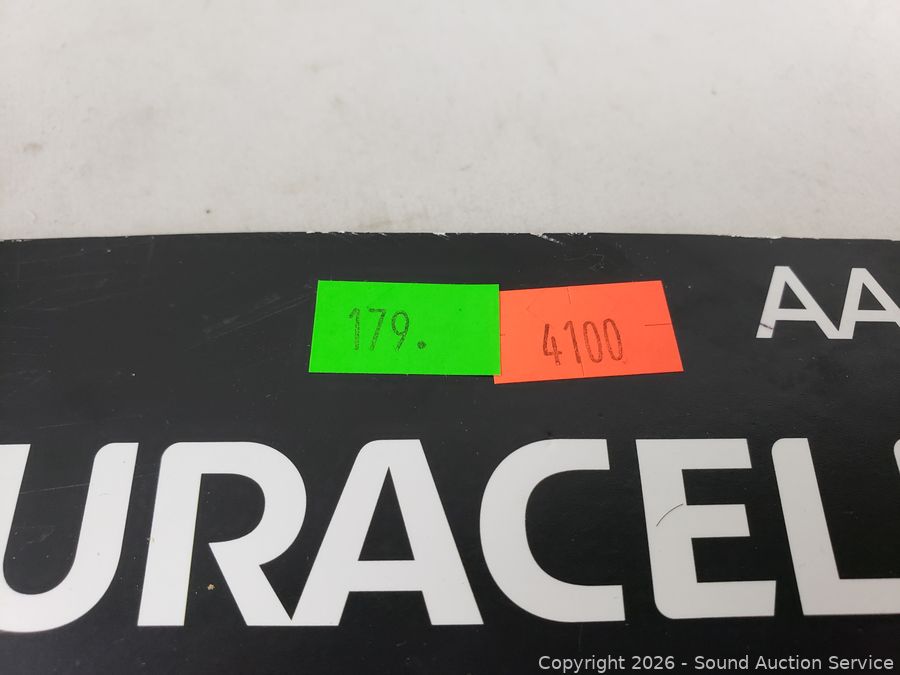 179.
4100
AA
URACEL
Copyright 2026 - Sound Auction Service